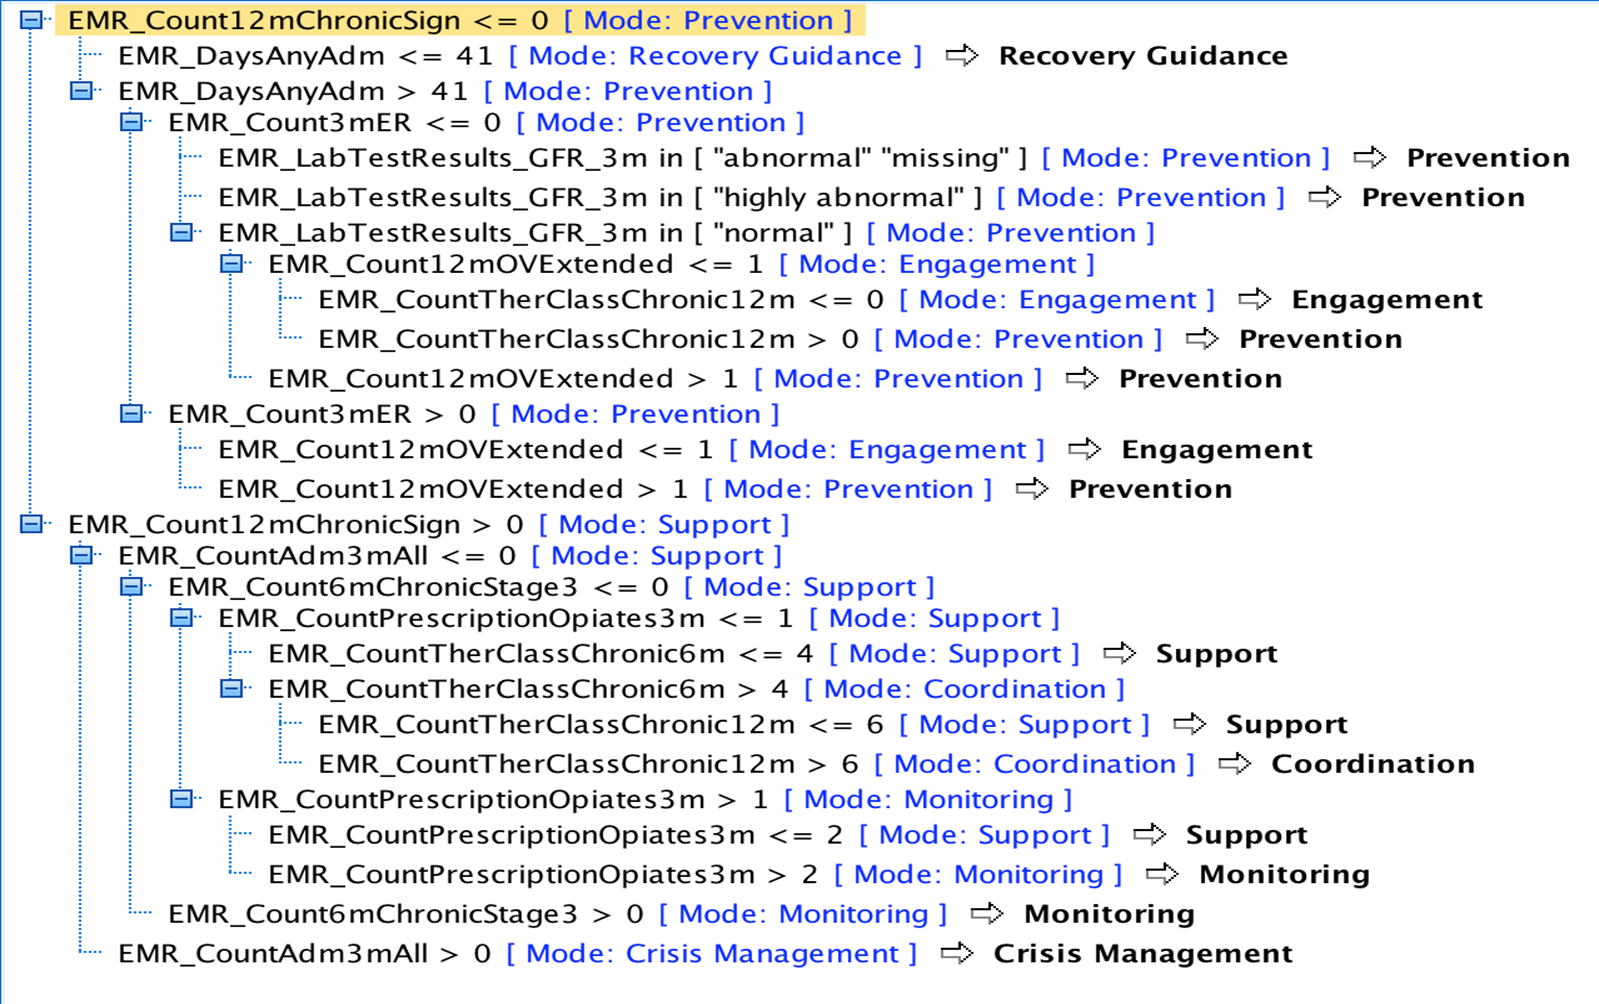 EMR_Count12mChronicSign <= 0 [ Mode: Prevention ]
EMR_DaysAnyAdm <= 41 [ Mode: Recovery Guidance ] ⇨ Recovery Guidance
EMR_DaysAnyAdm > 41 [ Mode: Prevention ]
EMR_Count3mER <= 0 [ Mode: Prevention ]
EMR_LabTestResults_GFR_3m in [ "abnormal" "missing" ] [ Mode: Prevention ] ⇨ Prevention
EMR_LabTestResults_GFR_3m in [ "highly abnormal" ] [ Mode: Prevention ] ⇨ Prevention
EMR_LabTestResults_GFR_3m in [ "normal" ] [ Mode: Prevention ]
EMR_Count12mOVExtended <= 1 [ Mode: Engagement ]
EMR_CountTherClassChronic12m <= 0 [ Mode: Engagement ] ⇨ Engagement
EMR_CountTherClassChronic12m > 0 [ Mode: Prevention ] ⇨ Prevention
EMR_Count12mOVExtended > 1 [ Mode: Prevention ] ⇨ Prevention
EMR_Count3mER > 0 [ Mode: Prevention ]
EMR_Count12mOVExtended <= 1 [ Mode: Engagement ] ⇨ Engagement
EMR_Count12mOVExtended > 1 [ Mode: Prevention ] ⇨ Prevention
EMR_Count12mChronicSign > 0 [ Mode: Support ]
EMR_CountAdm3mAll <= 0 [ Mode: Support ]
EMR_Count6mChronicStage3 <= 0 [ Mode: Support ]
EMR_CountPrescriptionOpiates3m <= 1 [ Mode: Support ]
EMR_CountTherClassChronic6m <= 4 [ Mode: Support ] ⇨ Support
EMR_CountTherClassChronic6m > 4 [ Mode: Coordination ]
EMR_CountTherClassChronic12m <= 6 [ Mode: Support ] ⇨ Support
EMR_CountTherClassChronic12m > 6 [ Mode: Coordination ] ⇨ Coordination
EMR_CountPrescriptionOpiates3m > 1 [ Mode: Monitoring ]
EMR_CountPrescriptionOpiates3m <= 2 [ Mode: Support ] ⇨ Support
EMR_CountPrescriptionOpiates3m > 2 [ Mode: Monitoring ] ⇨ Monitoring
EMR_Count6mChronicStage3 > 0 [ Mode: Monitoring ] ⇨ Monitoring
EMR_CountAdm3mAll > 0 [ Mode: Crisis Management ] ⇨ Crisis Management